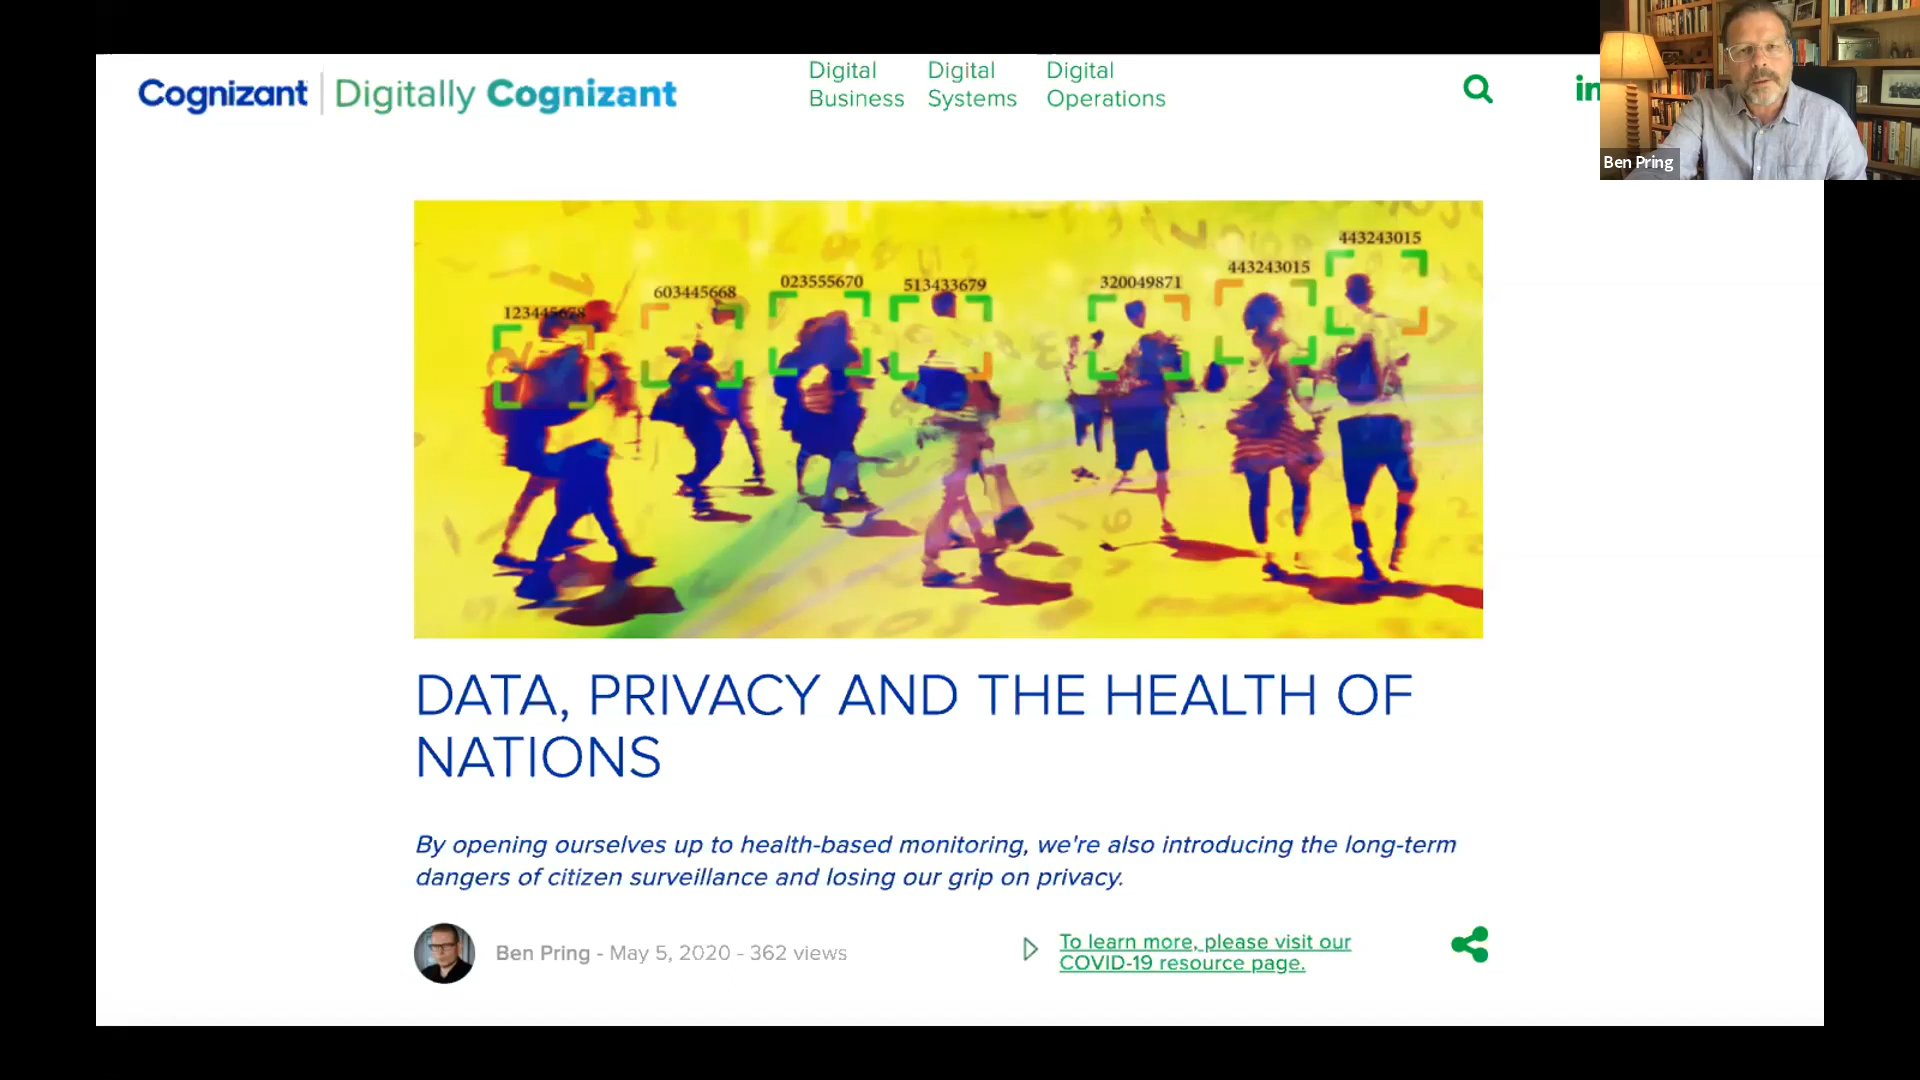 Cognizant | Digitally Cognizant
Digital Business
Digital Systems
Digital Operations
in
Ben Pring
123445678
603445668
023555670
513433679
320049871
443243015
443243015
DATA, PRIVACY AND THE HEALTH OF
NATIONS
By opening ourselves up to health-based monitoring, we're also introducing the long-term
dangers of citizen surveillance and losing our grip on privacy.
Ben Pring - May 5, 2020 - 362 views
To learn more, please visit our
COVID-19 resource page.